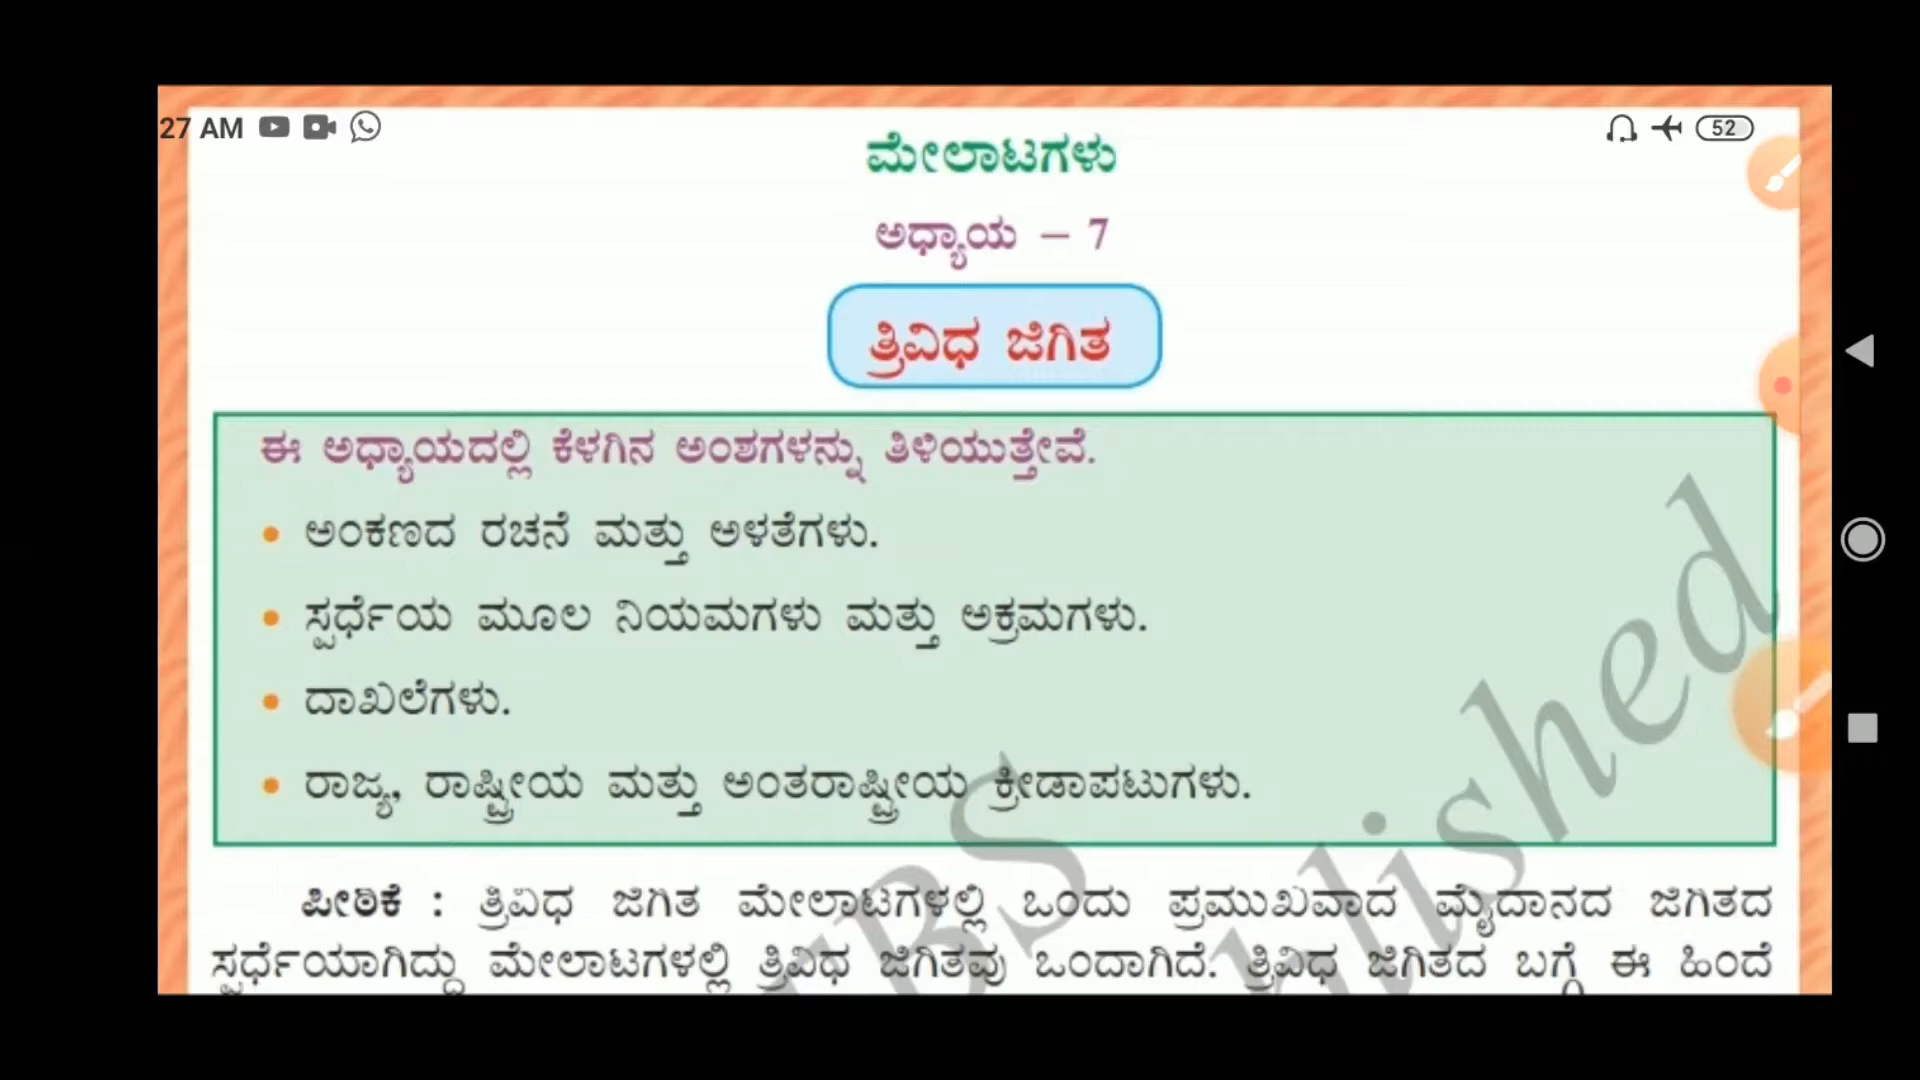 27 AM
52
ಮೇಲಾಟಗಳು
ಅಧ್ಯಾಯ – 7
ತ್ರಿವಿಧ ಜಿಗಿತ
ಈ ಅಧ್ಯಾಯದಲ್ಲಿ ಕೆಳಗಿನ ಅಂಶಗಳನ್ನು ತಿಳಿಯುತ್ತೇವೆ.
• ಅಂಕಣದ ರಚನೆ ಮತ್ತು ಅಳತೆಗಳು.
• ಸ್ಪರ್ಧೆಯ ಮೂಲ ನಿಯಮಗಳು ಮತ್ತು ಅಕ್ರಮಗಳು.
• ದಾಖಲೆಗಳು.
• ರಾಜ್ಯ, ರಾಷ್ಟ್ರೀಯ ಮತ್ತು ಅಂತರಾಷ್ಟ್ರೀಯ ಕ್ರೀಡಾಪಟುಗಳು.
ಪೀಠಿಕೆ : ತ್ರಿವಿಧ ಜಿಗಿತ ಮೇಲಾಟಗಳಲ್ಲಿ ಒಂದು ಪ್ರಮುಖವಾದ ಮೈದಾನದ ಜಿಗಿತದ
ಸ್ಪರ್ಧೆಯಾಗಿದ್ದು ಮೇಲಾಟಗಳಲ್ಲಿ ತ್ರಿವಿಧ ಜಿಗಿತವು ಒಂದಾಗಿದೆ. ತ್ರಿವಿಧ ಜಿಗಿತದ ಬಗ್ಗೆ ಈ ಹಿಂದೆ